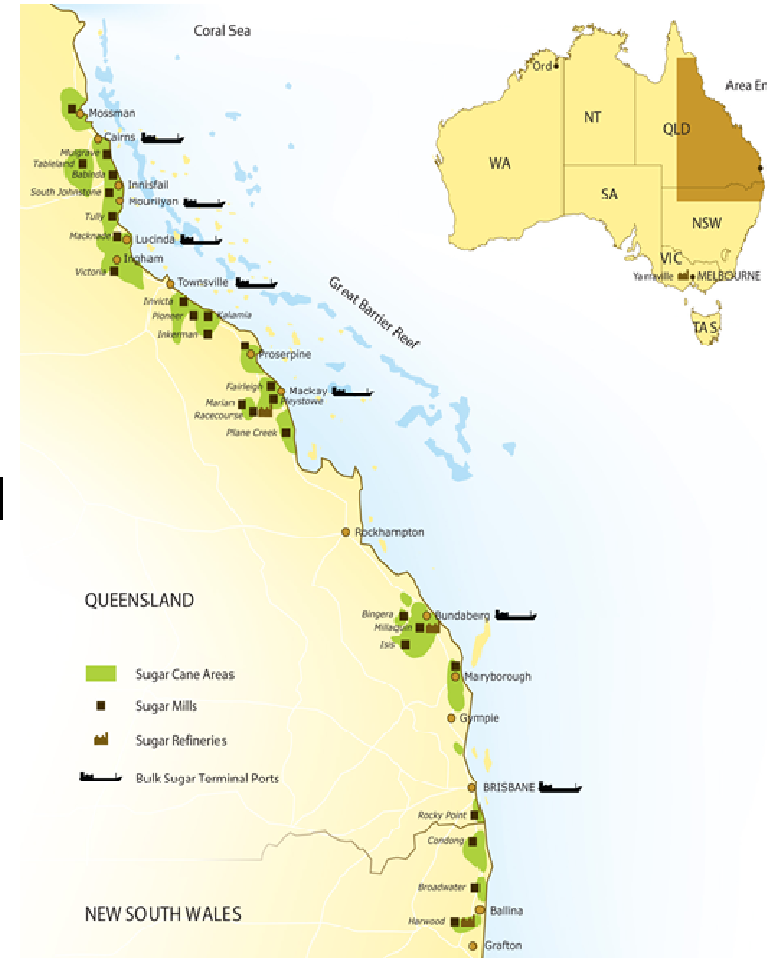 Coral Sea
Ord
Area En
NT
QLD
WA
SA
NSW
VIC
Yarraville
MELBOURNE
TAS
Mossman
Cairns
Mulgrave
Tableland
Babinda
Innisfail
South Johnstone
Mourilyan
Tully
Macknade
Lucinda
Ingham
Victoria
Townsville
Invicta
Pioneer
Kalamia
Inkerman
Great Barrier Reef
Proserpine
Fairleigh
Mackay
Marian
Racecourse
Plane Creek
Rockhampton
QUEENSLAND
Bingera
Bundaberg
Millaquin
Isis
Maryborough
Gympie
Sugar Cane Areas
Sugar Mills
Sugar Refineries
Bulk Sugar Terminal Ports
BRISBANE
Rocky Point
Condong
Broadwater
Ballina
NEW SOUTH WALES
Harwood
Grafton